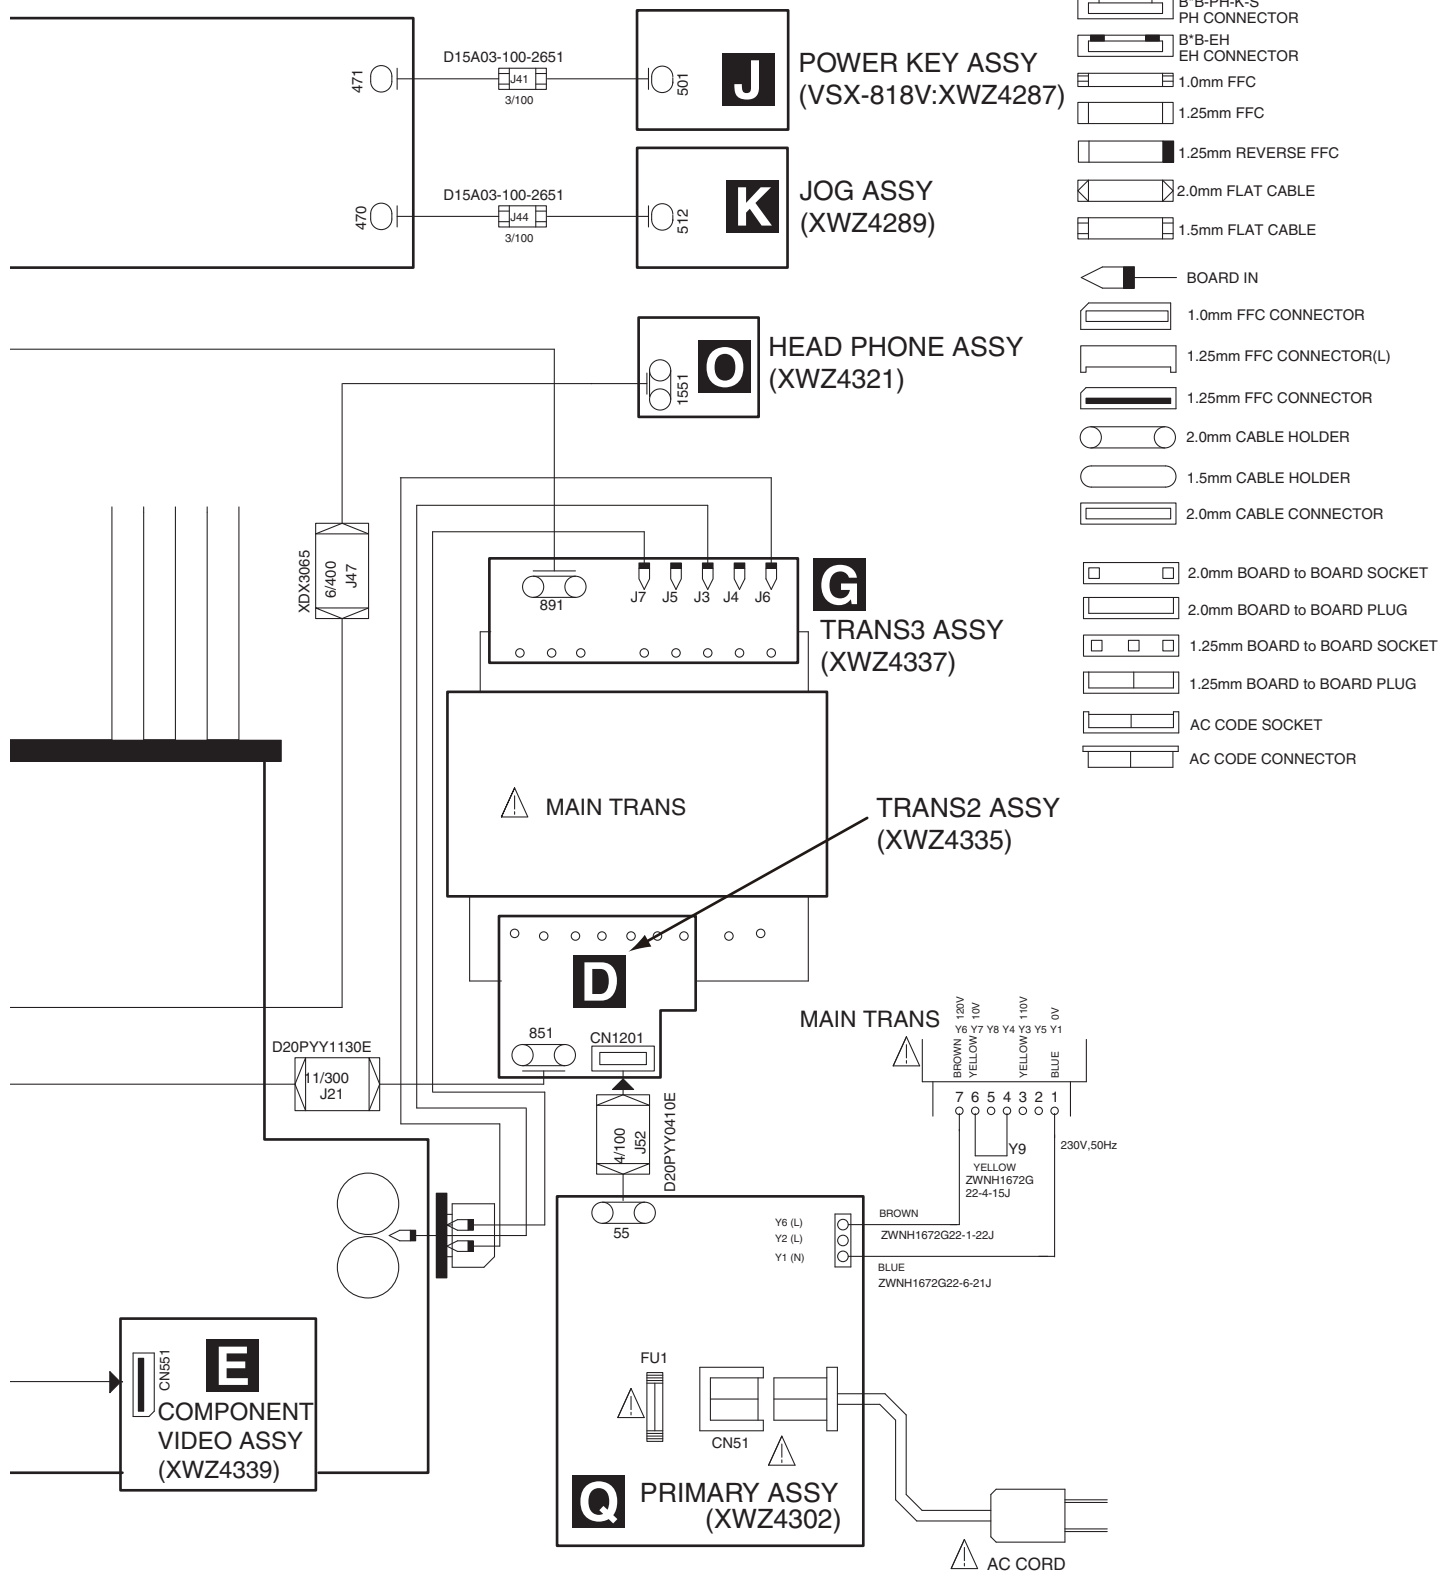 D15A03-100-2651
471
J41
3/100
501
J
POWER KEY ASSY
(VSX-818V:XWZ4287)
D15A03-100-2651
470
J44
3/100
512
K
JOG ASSY
(XWZ4289)
B*B-PH-K-S
PH CONNECTOR
B*B-EH
EH CONNECTOR
1.0mm FFC
1.25mm FFC
1.25mm REVERSE FFC
2.0mm FLAT CABLE
1.5mm FLAT CABLE
BOARD IN
1.0mm FFC CONNECTOR
1.25mm FFC CONNECTOR(L)
1.25mm FFC CONNECTOR
2.0mm CABLE HOLDER
1.5mm CABLE HOLDER
2.0mm CABLE CONNECTOR
2.0mm BOARD to BOARD SOCKET
2.0mm BOARD to BOARD PLUG
1.25mm BOARD to BOARD SOCKET
1.25mm BOARD to BOARD PLUG
AC CODE SOCKET
AC CODE CONNECTOR
1551
O
HEAD PHONE ASSY
(XWZ4321)
XDX3065
6/400
J47
891
J7 J5 J3 J4 J6
G
TRANS3 ASSY
(XWZ4337)
MAIN TRANS
TRANS2 ASSY
(XWZ4335)
D
851
CN1201
D20PYY1130E
11/300
J21
4/100
J52
D20PYY0410E
MAIN TRANS
120V 10V 110V 0V
Y6 Y7 Y8 Y4 Y3 Y5 Y1
BROWN YELLOW YELLOW BLUE
7 6 5 4 3 2 1
Y9
230V,50Hz
YELLOW
ZWNH1672G
22-4-15J
55
Y6 (L)
Y2 (L)
Y1 (N)
BROWN
ZWNH1672G22-1-22J
BLUE
ZWNH1672G22-6-21J
CN551
E
COMPONENT
VIDEO ASSY
(XWZ4339)
FU1
CN51
Q
PRIMARY ASSY
(XWZ4302)
AC CORD